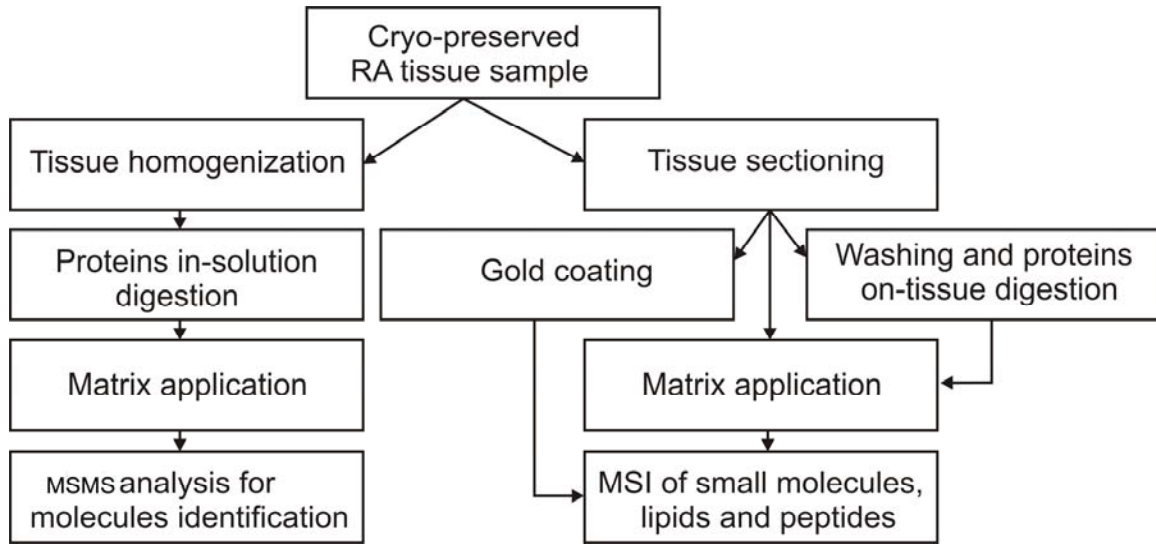 Cryo-preserved
RA tissue sample
Tissue homogenization
Tissue sectioning
Proteins in-solution
digestion
Gold coating
Washing and proteins
on-tissue digestion
Matrix application
Matrix application
MSMS analysis for
molecules identification
MSI of small molecules,
lipids and peptides